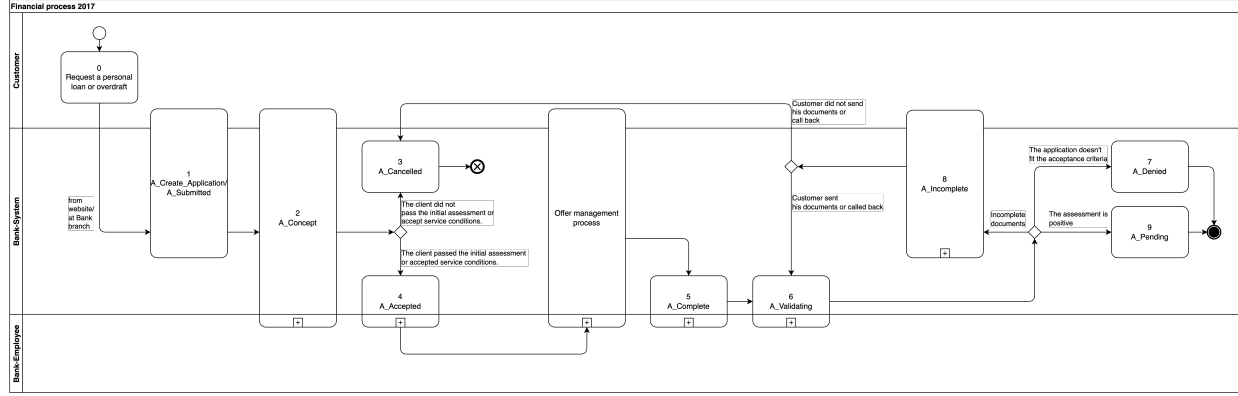 Financial process 2017
Customer
0
Request a personal
loan or overdraft
from
website/
at Bank
branch
Bank-System
1
A_Create_Application/
A_Submitted
2
A_Concept
+
3
A_Cancelled
The client did not
pass the initial assessment or
accept service conditions.
The client passed the initial assessment
or accepted service conditions.
4
A_Accepted
+
Offer management
process
+
5
A_Complete
+
6
A_Validating
+
Customer did not send
his documents or
call back
Customer sent
his documents or called back
8
A_Incomplete
+
Incomplete
documents
The application doesn't
fit the acceptance criteria
The assessment is
positive
7
A_Denied
9
A_Pending
Bank-Employee